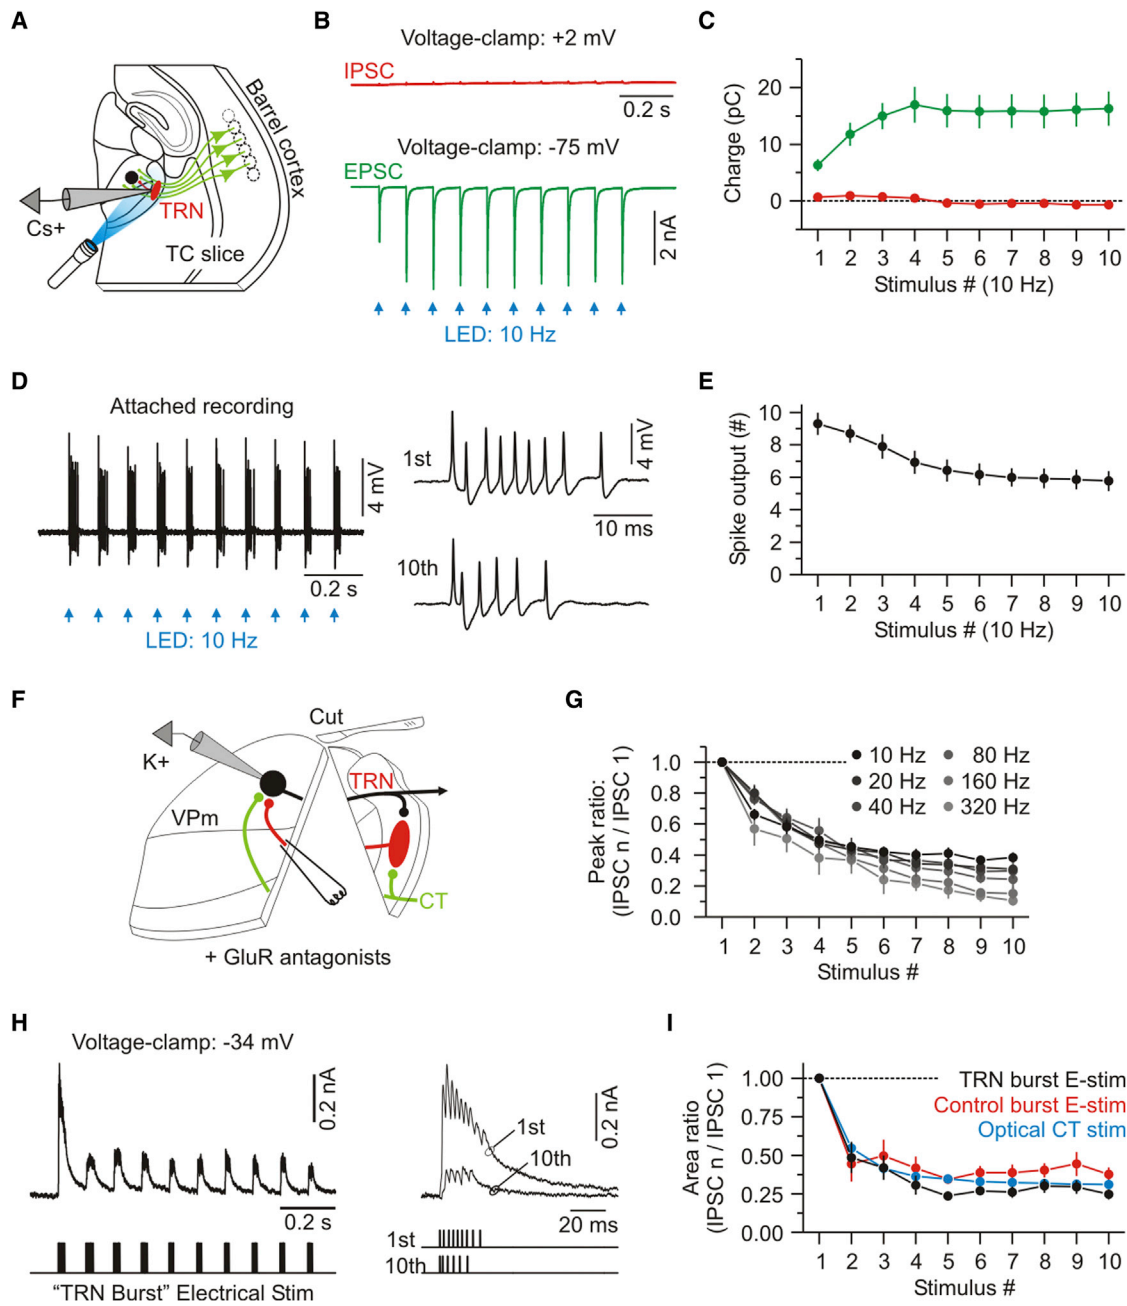 A
Barrel cortex
TRN
Cs+
TC slice
B
Voltage-clamp: +2 mV
IPSC
0.2 s
Voltage-clamp: -75 mV
EPSC
2 nA
LED: 10 Hz
C
Charge (pC)
20
10
0
1 2 3 4 5 6 7 8 9 10
Stimulus # (10 Hz)
D
Attached recording
4 mV
0.2 s
LED: 10 Hz
1st
4 mV
10 ms
10th
E
Spike output (#)
10
8
6
4
2
0
1 2 3 4 5 6 7 8 9 10
Stimulus # (10 Hz)
F
Cut
K+
TRN
VPm
CT
+ GluR antagonists
G
Peak ratio:
(IPSC n / IPSC 1)
1.0
0.8
0.6
0.4
0.2
0.0
10 Hz 80 Hz
20 Hz 160 Hz
40 Hz 320 Hz
1 2 3 4 5 6 7 8 9 10
Stimulus #
H
Voltage-clamp: -34 mV
0.2 nA
0.2 s
"TRN Burst" Electrical Stim
0.2 nA
1st
10th
20 ms
1st
10th
I
Area ratio
(IPSC n / IPSC 1)
1.00
0.75
0.50
0.25
0.00
TRN burst E-stim
Control burst E-stim
Optical CT stim
1 2 3 4 5 6 7 8 9 10
Stimulus #